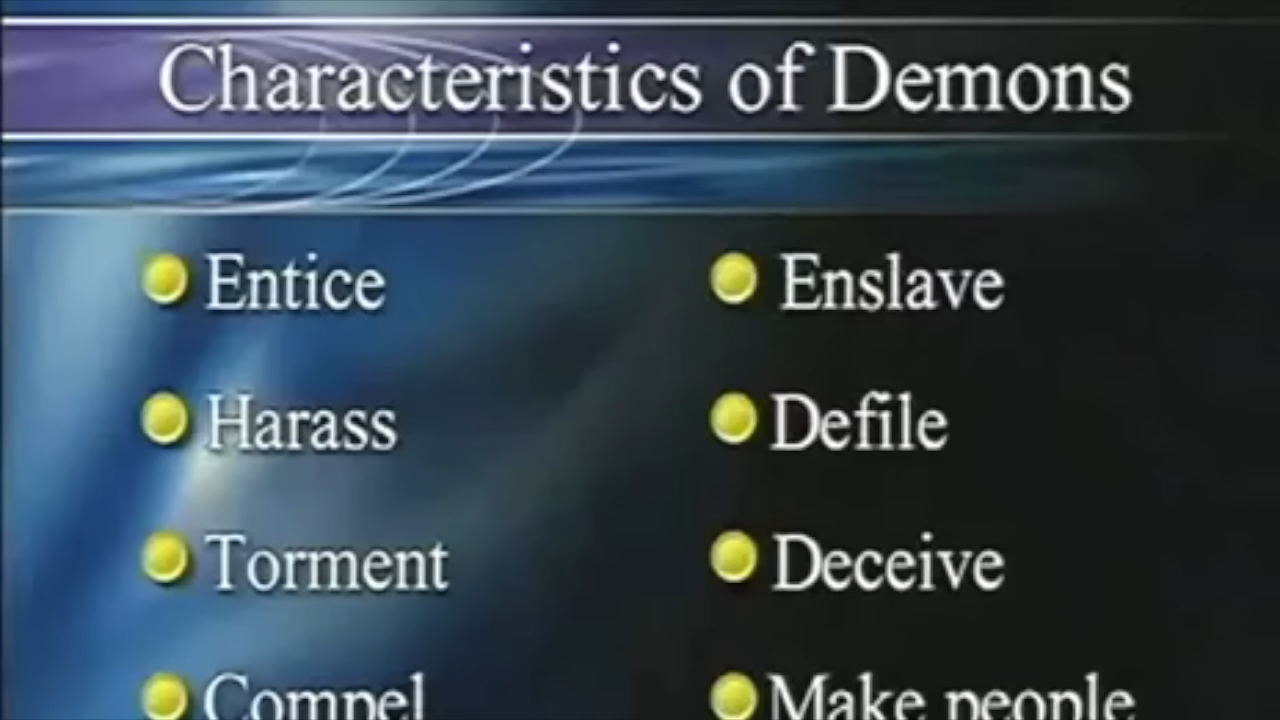 Characteristics of Demons
Entice
Harass
Torment
Compel
Enslave
Defile
Deceive
Make people